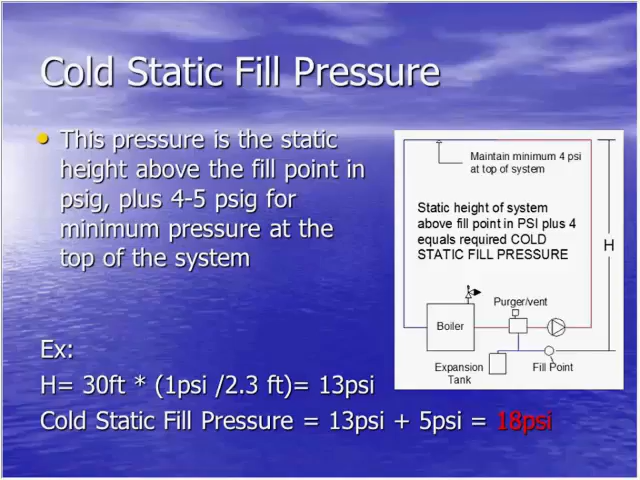 Cold Static Fill Pressure
This pressure is the static
height above the fill point in
psig, plus 4-5 psig for
minimum pressure at the
top of the system
Maintain minimum 4 psi
at top of system
Static height of system
above fill point in PSI plus 4
equals required COLD
STATIC FILL PRESSURE
H
Purger/vent
Boiler
Expansion
Tank
Fill Point
Ex:
H= 30ft * (1psi /2.3 ft)= 13psi
Cold Static Fill Pressure = 13psi + 5psi = 18psi